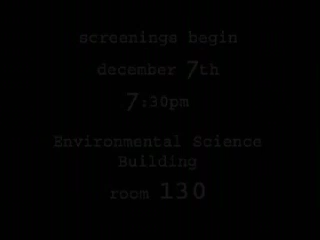 screenings begin
december 7th
7:30pm
Environmental Science
Building
room 130